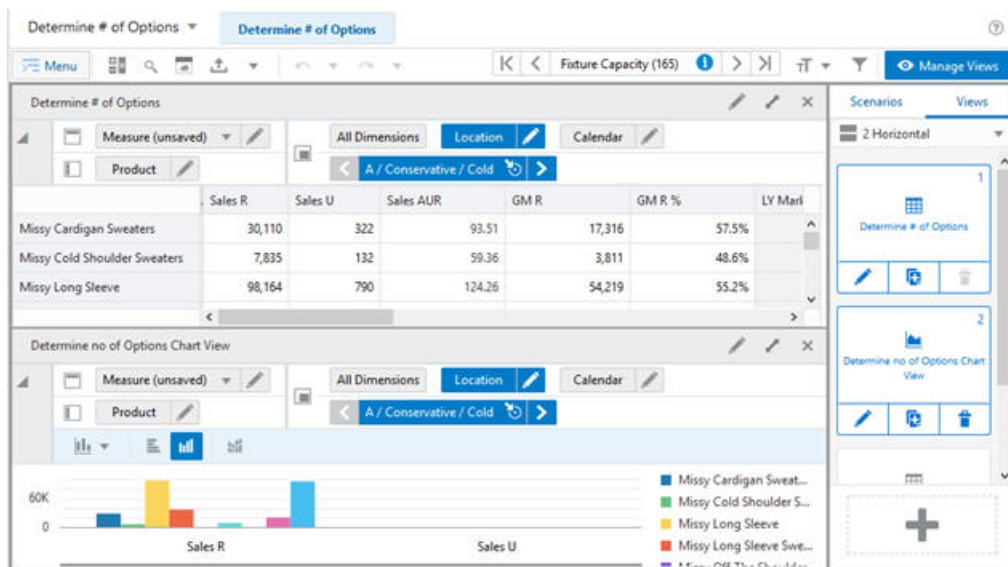 Determine # of Options
Determine # of Options
Menu
Fixture Capacity (165)
Manage Views
Determine # of Options
Measure (unsaved)
All Dimensions
Location
Calendar
Product
A / Conservative / Cold
Sales R
Sales U
Sales AUR
GM R
GM R %
LY Mark
Missy Cardigan Sweaters
30,110
322
93.51
17,316
57.5%
Missy Cold Shoulder Sweaters
7,835
132
59.36
3,811
48.6%
Missy Long Sleeve
98,164
790
124.26
54,219
55.2%
Determine no of Options Chart View
Measure (unsaved)
All Dimensions
Location
Calendar
Product
A / Conservative / Cold
60K
0
Sales R
Sales U
Missy Cardigan Sweat...
Missy Cold Shoulder S...
Missy Long Sleeve
Missy Long Sleeve Swe...
Scenarios
Views
2 Horizontal
1
Determine # of Options
2
Determine no of Options Chart
View